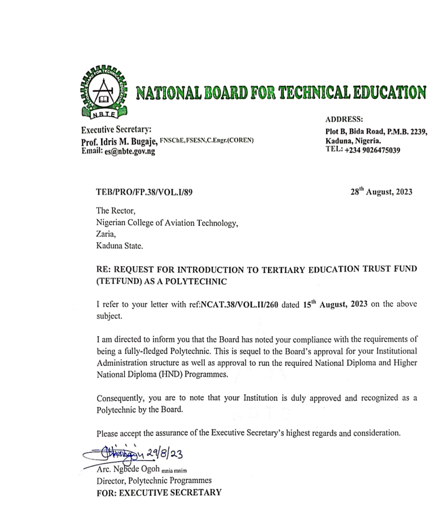 N.B.T.E
NATIONAL BOARD FOR TECHNICAL EDUCATION
Executive Secretary:
Prof. Idris M. Bugaje, FNSChE,FSESN,C.Engr.(COREN)
Email: es@nbte.gov.ng
ADDRESS:
Plot B, Bida Road, P.M.B. 2239,
Kaduna, Nigeria.
TEL: +234 9026475039
TEB/PRO/FP.38/VOL.I/89
28th August, 2023
The Rector,
Nigerian College of Aviation Technology,
Zaria,
Kaduna State.
RE: REQUEST FOR INTRODUCTION TO TERTIARY EDUCATION TRUST FUND
(TETFUND) AS A POLYTECHNIC
I refer to your letter with ref:NCAT.38/VOL.II/260 dated 15th August, 2023 on the above
subject.
I am directed to inform you that the Board has noted your compliance with the requirements of
being a fully-fledged Polytechnic. This is sequel to the Board's approval for your Institutional
Administration structure as well as approval to run the required National Diploma and Higher
National Diploma (HND) Programmes.
Consequently, you are to note that your Institution is duly approved and recognized as a
Polytechnic by the Board.
Please accept the assurance of the Executive Secretary's highest regards and consideration.
29/8/23
Arc. Ngbede Ogoh mnia mnim
Director, Polytechnic Programmes
FOR: EXECUTIVE SECRETARY